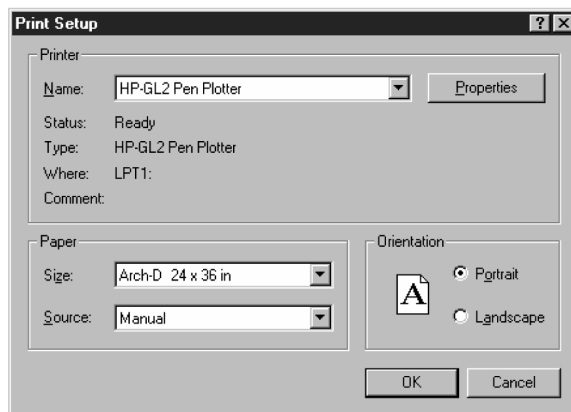 Print Setup
Printer
Name: HP-GL2 Pen Plotter Properties
Status: Ready
Type: HP-GL2 Pen Plotter
Where: LPT1:
Comment:
Paper
Size: Arch-D 24 x 36 in
Source: Manual
Orientation
A
Portrait
Landscape
OK Cancel